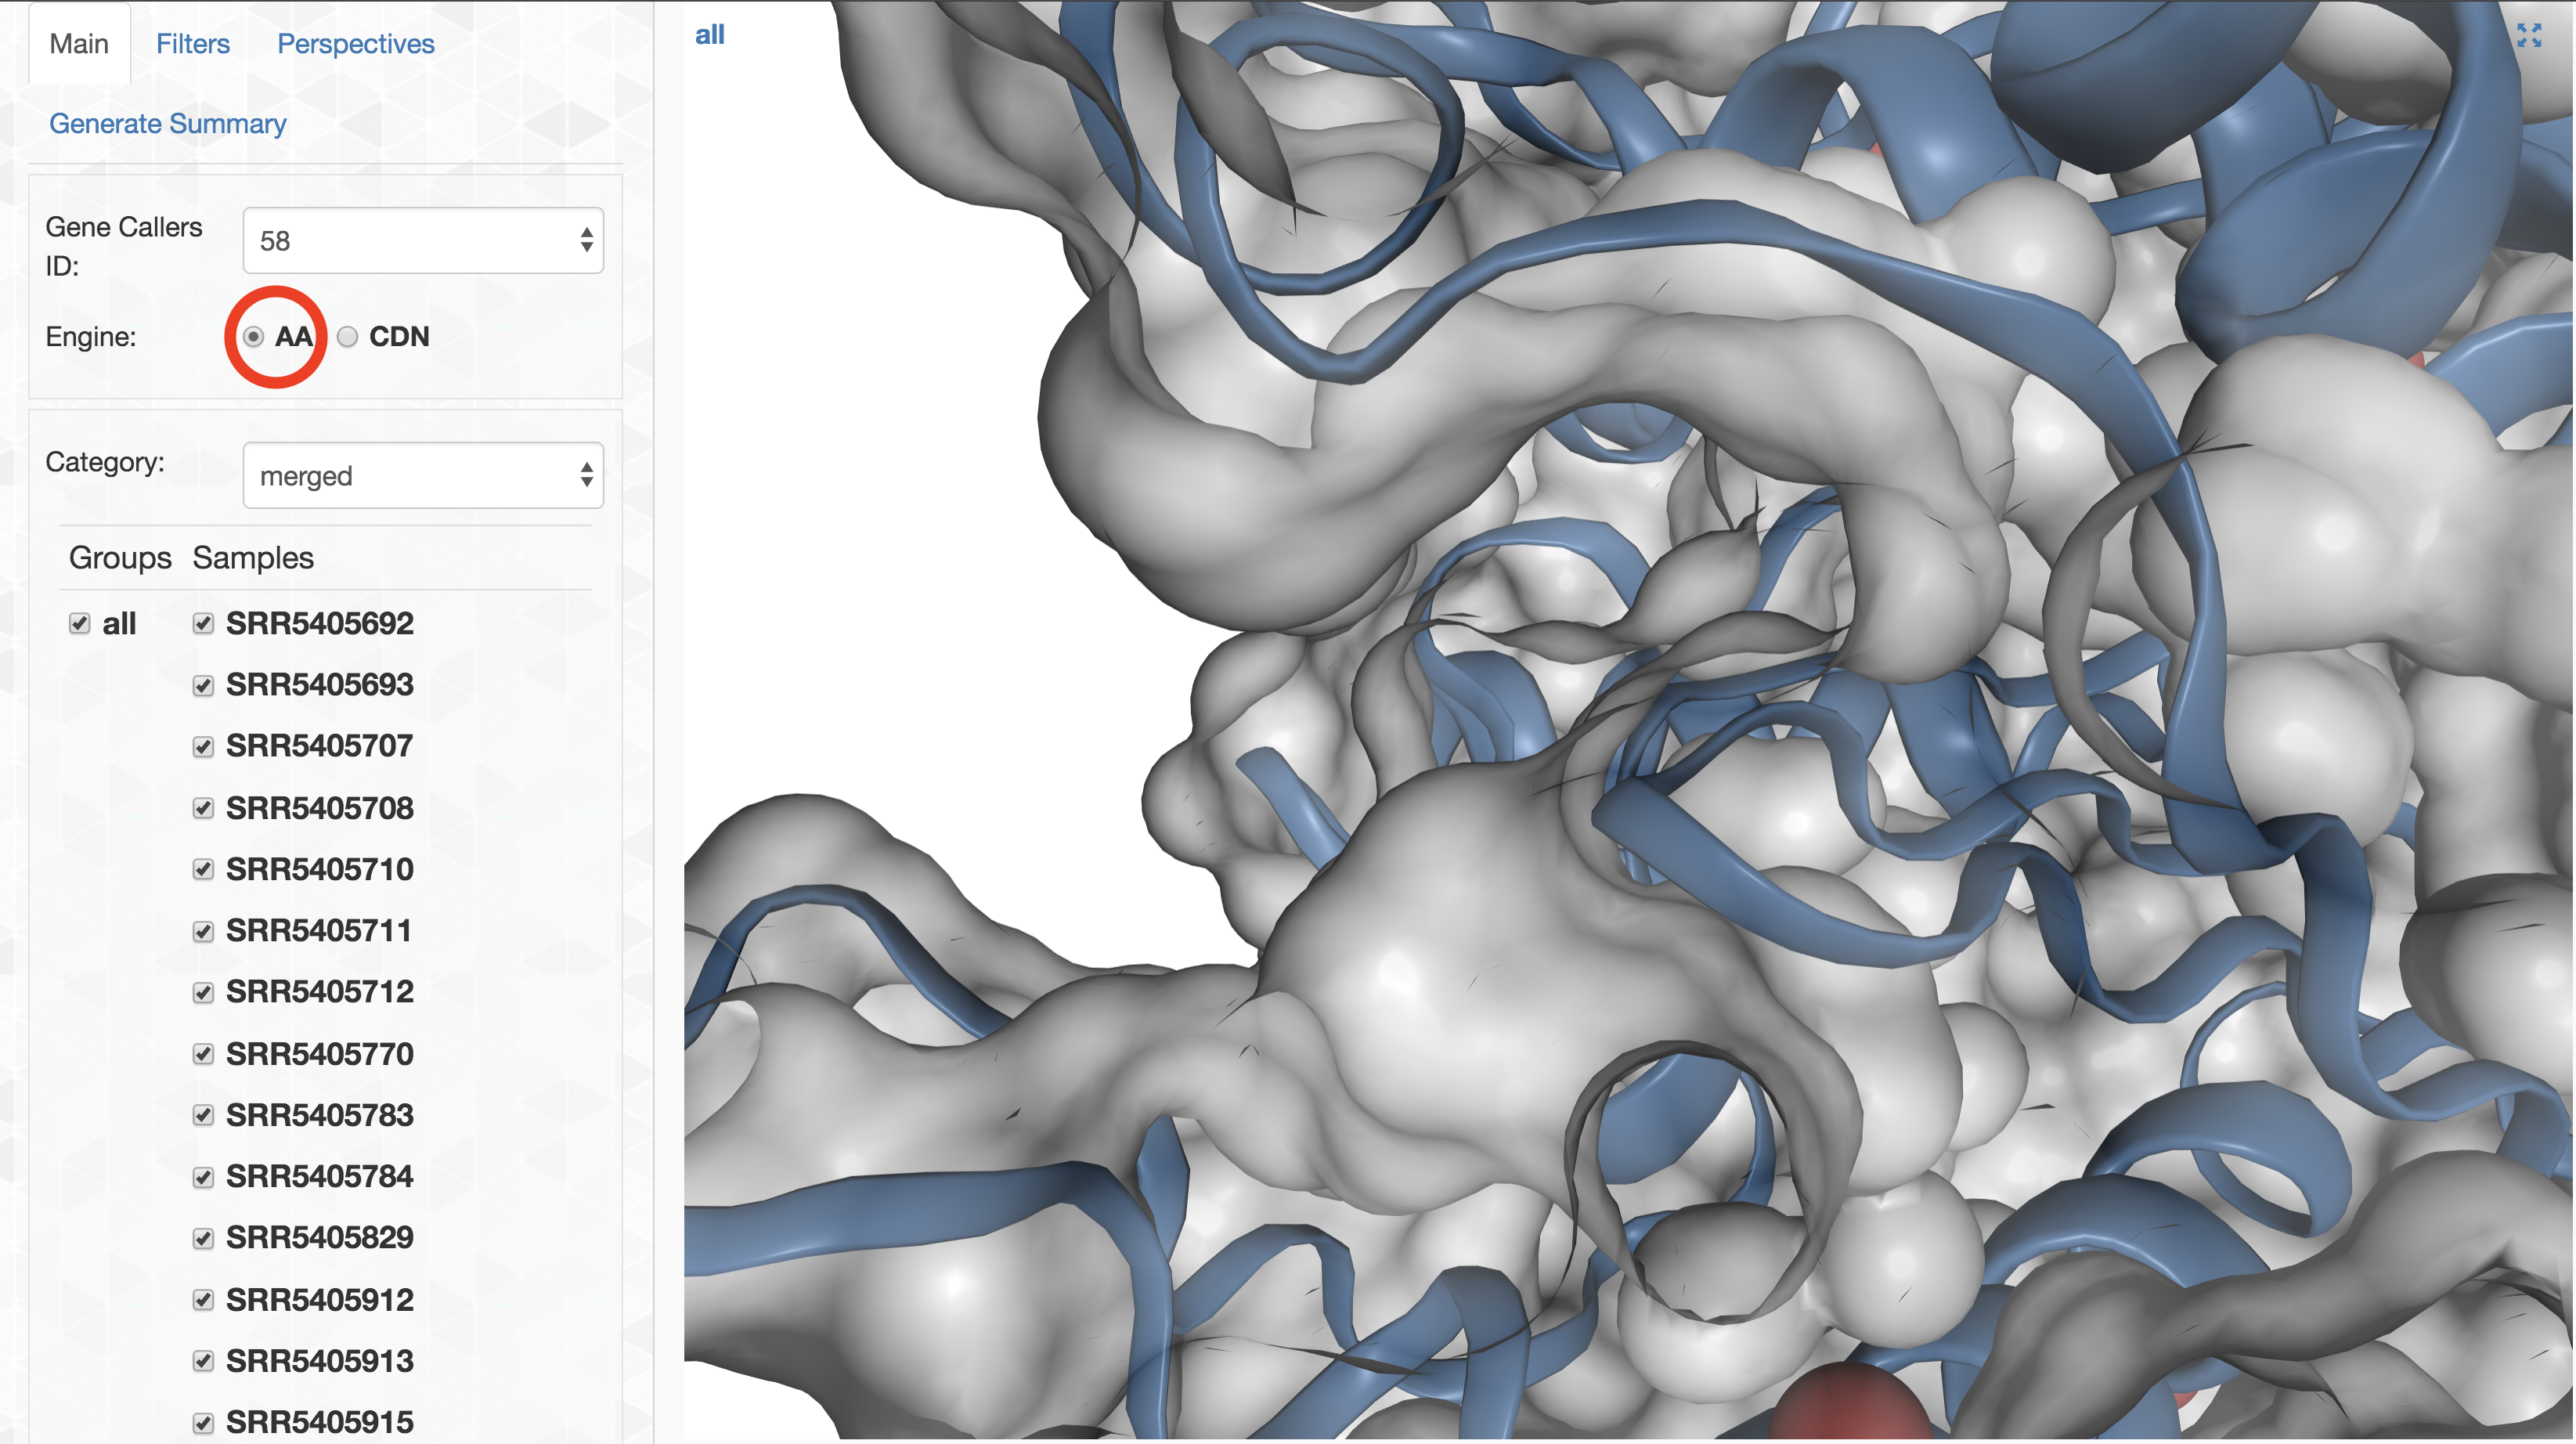 Main Filters Perspectives
Generate Summary
Gene Callers
ID:
58
Engine: AA CDN
Category: merged
Groups Samples
all SRR5405692
SRR5405693
SRR5405707
SRR5405708
SRR5405710
SRR5405711
SRR5405712
SRR5405770
SRR5405783
SRR5405784
SRR5405829
SRR5405912
SRR5405913
SRR5405915
all